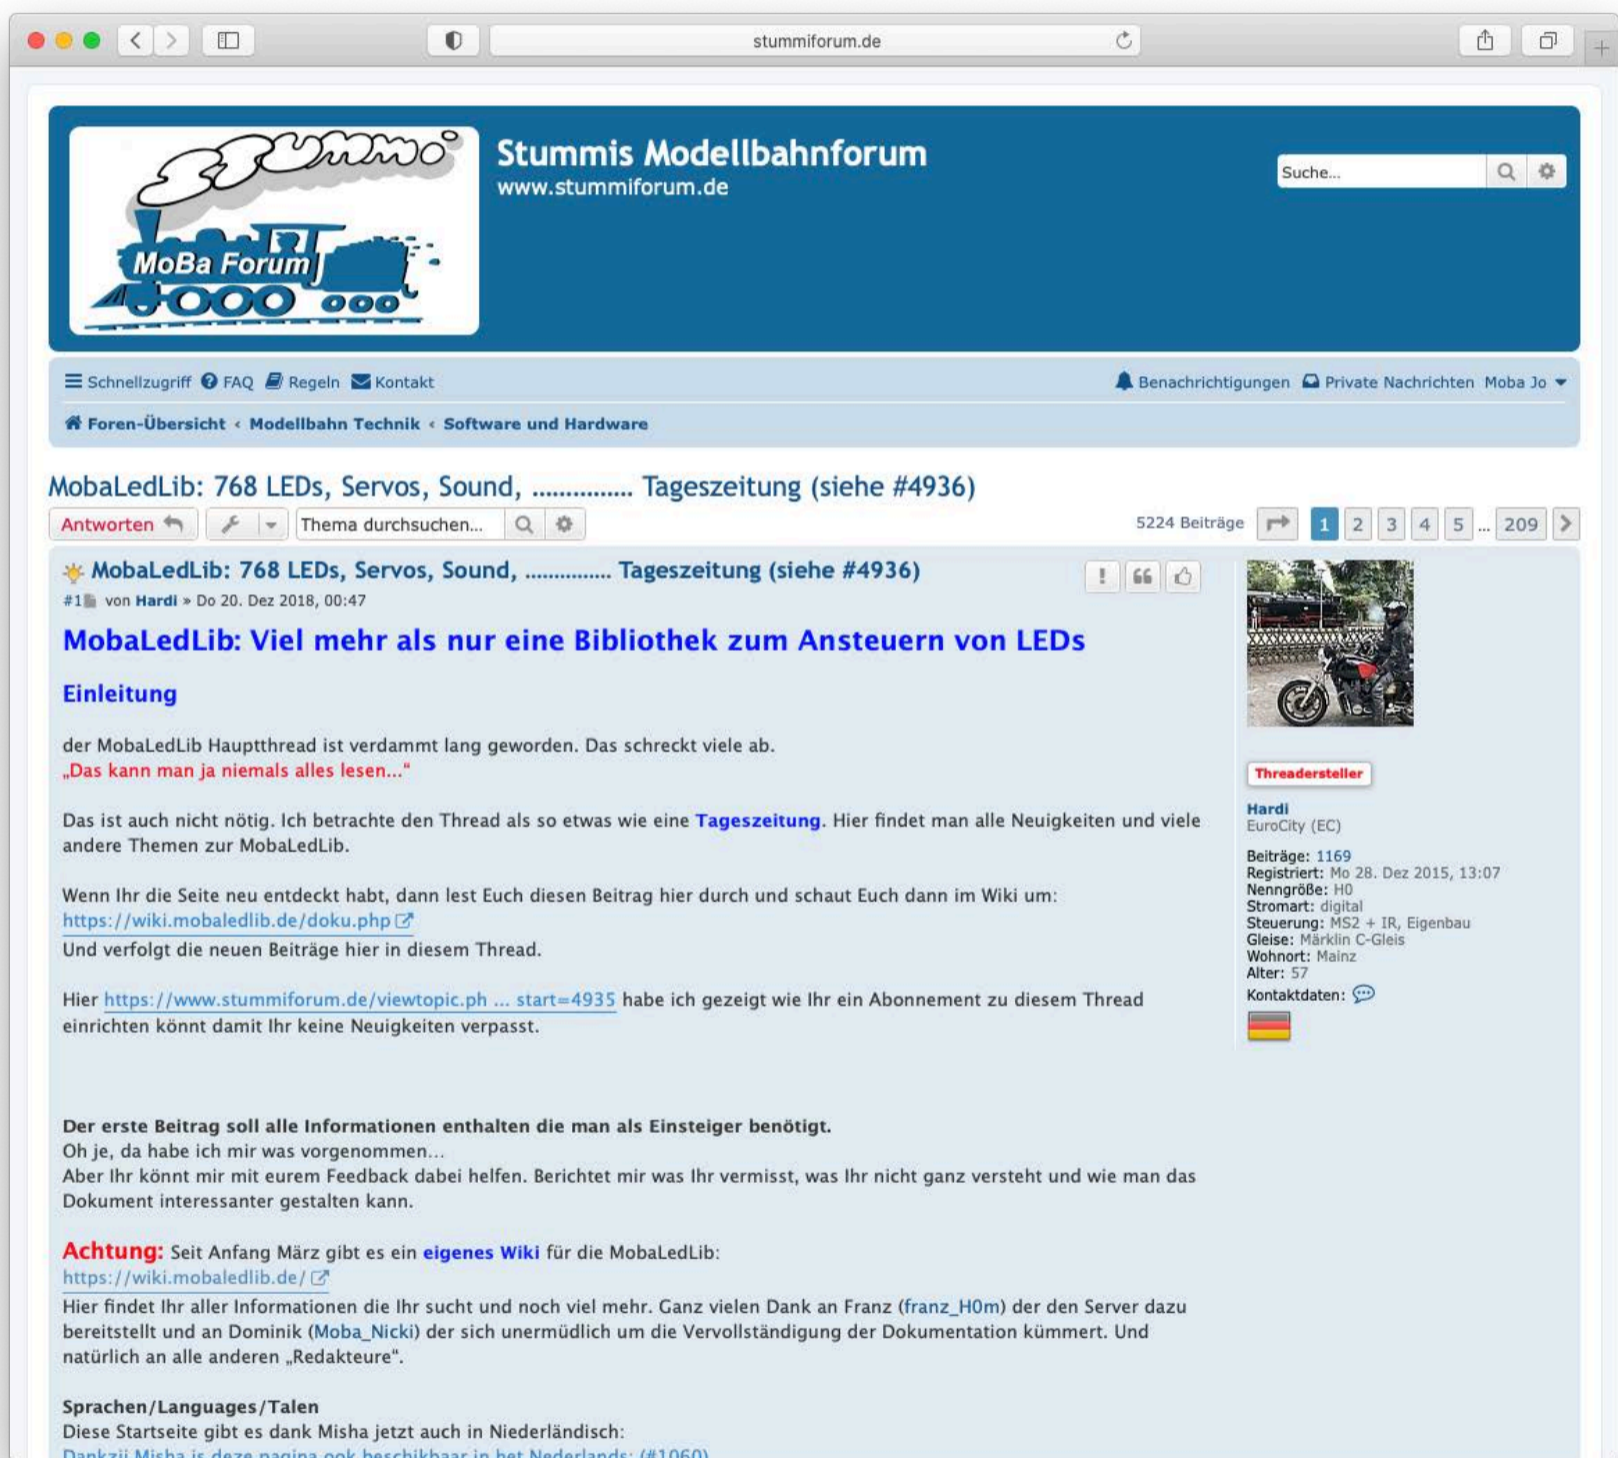 stummiforum.de
STUMMO
MoBa Forum
Stummis Modellbahnforum
www.stummiforum.de
Suche...
Schnellzugriff FAQ Regeln Kontakt
Benachrichtigungen Private Nachrichten Moba Jo
Foren-Übersicht ‹ Modellbahn Technik ‹ Software und Hardware
MobaLedLib: 768 LEDs, Servos, Sound, ............... Tageszeitung (siehe #4936)
Antworten
Thema durchsuchen...
5224 Beiträge 1 2 3 4 5 ... 209
MobaLedLib: 768 LEDs, Servos, Sound, ............... Tageszeitung (siehe #4936)
#1 von Hardi » Do 20. Dez 2018, 00:47
MobaLedLib: Viel mehr als nur eine Bibliothek zum Ansteuern von LEDs
Einleitung
der MobaLedLib Hauptthread ist verdammt lang geworden. Das schreckt viele ab.
„Das kann man ja niemals alles lesen..."
Das ist auch nicht nötig. Ich betrachte den Thread als so etwas wie eine Tageszeitung. Hier findet man alle Neuigkeiten und viele
andere Themen zur MobaLedLib.
Wenn Ihr die Seite neu entdeckt habt, dann lest Euch diesen Beitrag hier durch und schaut Euch dann im Wiki um:
https://wiki.mobaledlib.de/doku.php
Und verfolgt die neuen Beiträge hier in diesem Thread.
Hier https://www.stummiforum.de/viewtopic.ph ... start=4935 habe ich gezeigt wie Ihr ein Abonnement zu diesem Thread
einrichten könnt damit Ihr keine Neuigkeiten verpasst.
Der erste Beitrag soll alle Informationen enthalten die man als Einsteiger benötigt.
Oh je, da habe ich mir was vorgenommen...
Aber Ihr könnt mir mit eurem Feedback dabei helfen. Berichtet mir was Ihr vermisst, was Ihr nicht ganz versteht und wie man das
Dokument interessanter gestalten kann.
Achtung: Seit Anfang März gibt es ein eigenes Wiki für die MobaLedLib:
https://wiki.mobaledlib.de/
Hier findet Ihr aller Informationen die Ihr sucht und noch viel mehr. Ganz vielen Dank an Franz (franz_H0m) der den Server dazu
bereitstellt und an Dominik (Moba_Nicki) der sich unermüdlich um die Vervollständigung der Dokumentation kümmert. Und
natürlich an alle anderen „Redakteure“.
Sprachen/Languages/Talen
Diese Startseite gibt es dank Misha jetzt auch in Niederländisch:
Dankzij Misha is deze pagina ook beschikbaar in het Nederlands: (#1060)
Threadersteller
Hardi
EuroCity (EC)
Beiträge: 1169
Registriert: Mo 28. Dez 2015, 13:07
Nenngröße: H0
Stromart: digital
Steuerung: MS2 + IR, Eigenbau
Gleise: Märklin C-Gleis
Wohnort: Mainz
Alter: 57
Kontaktdaten: